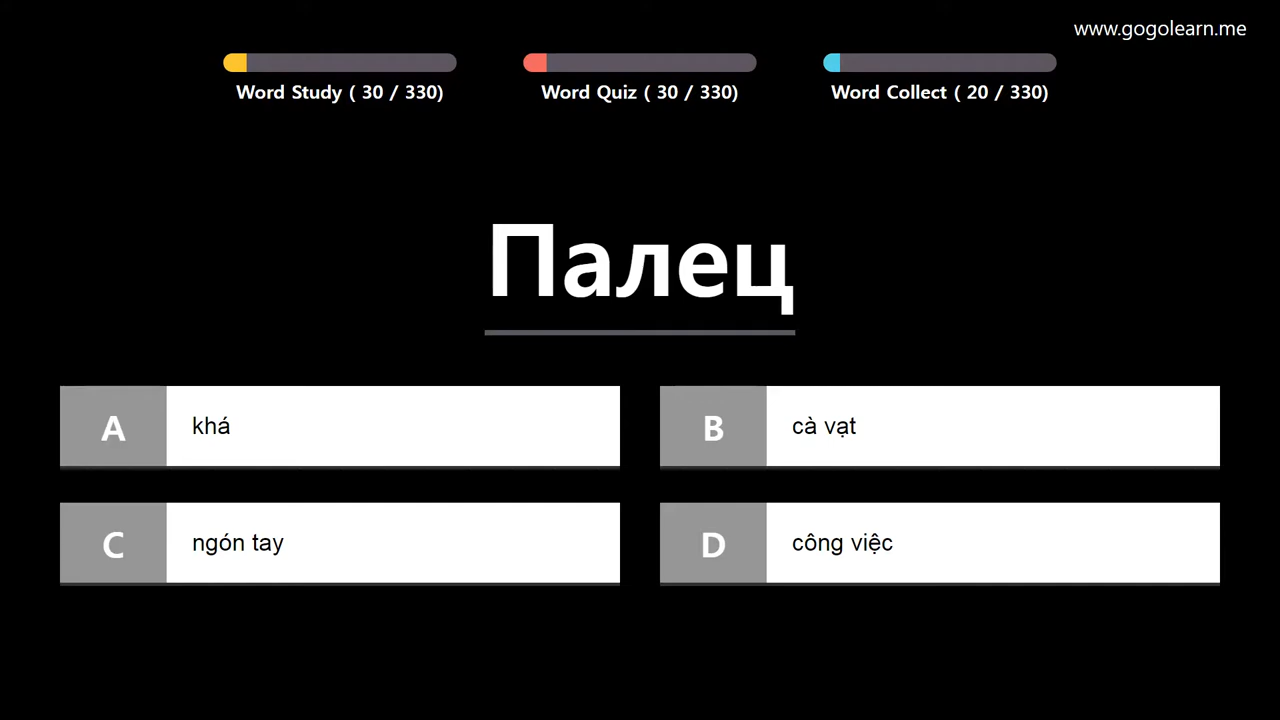 www.gogolearn.me
Word Study ( 30 / 330)
Word Quiz ( 30 / 330)
Word Collect ( 20 / 330)
Палец
A khá
B cà vạt
C ngón tay
D công việc